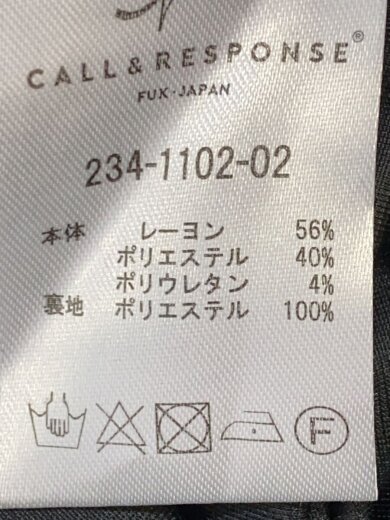 CALL & RESPONSE®
FUK・JAPAN
234-1102-02
本体 レーヨン 56%
ポリエステル 40%
ポリウレタン 4%
裏地 ポリエステル 100%
F